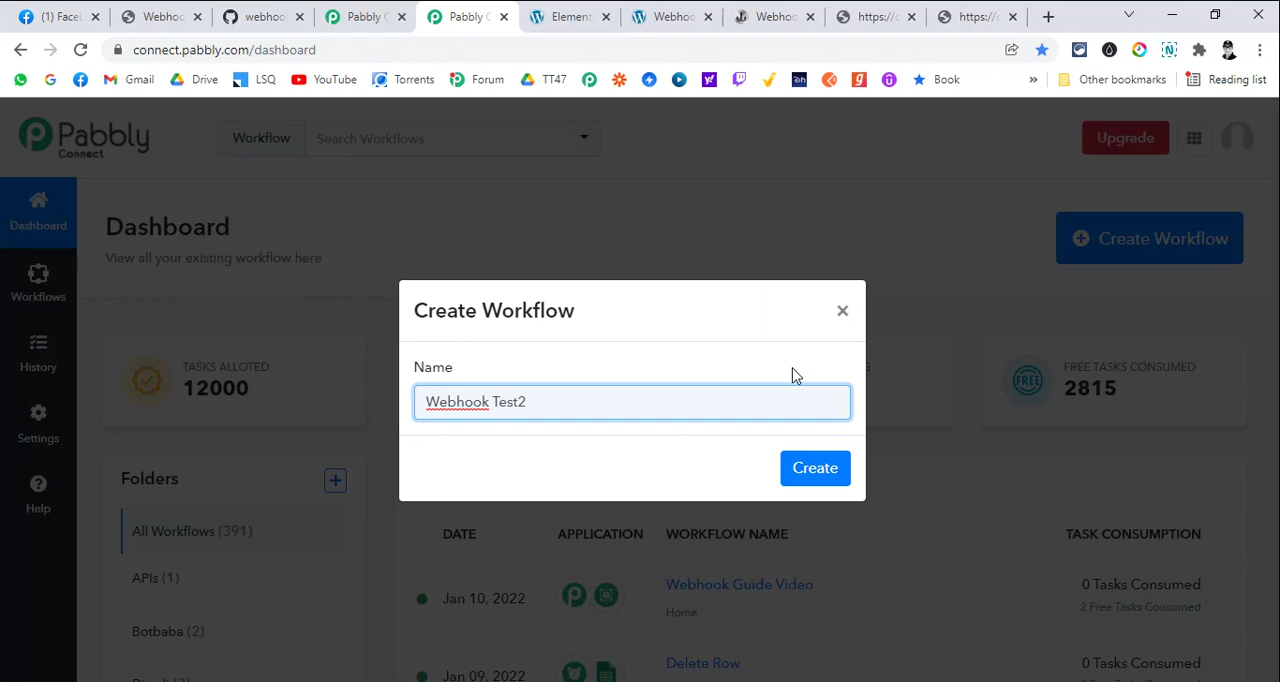 (1) Facel
Webhoo
webhoo
Pabbly C
Pabbly C
Element
Webhoo
Webhoo
https://c
https://c
connect.pabbly.com/dashboard
Gmail
Drive
LSQ
YouTube
Torrents
Forum
TT47
Book
»
Other bookmarks
Reading list
Pabbly
Connect
Workflow
Search Workflows
Upgrade
Dashboard
Workflows
History
Settings
Help
Dashboard
View all your existing workflow here
Create Workflow
TASKS ALLOTED
12000
S
FREE
FREE TASKS CONSUMED
2815
Create Workflow
×
Name
Webhook Test2
Create
Folders
All Workflows (391)
APIs (1)
Botbaba (2)
DATE APPLICATION WORKFLOW NAME TASK CONSUMPTION
Jan 10, 2022 Webhook Guide Video 0 Tasks Consumed
Home 2 Free Tasks Consumed
Jan 09, 2022 Delete Row 0 Tasks Consumed